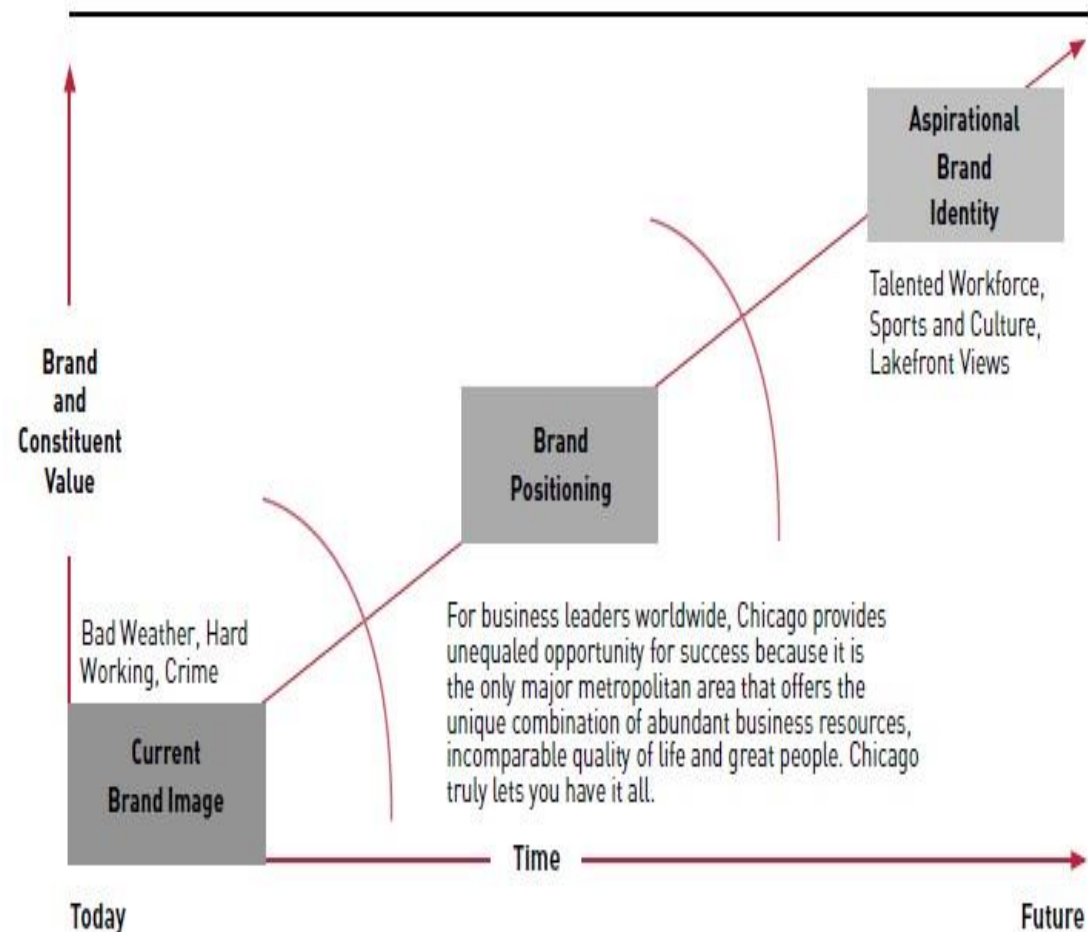 Aspirational
Brand
Identity
Talented Workforce,
Sports and Culture,
Lakefront Views
Brand
and
Constituent
Value
Brand
Positioning
Bad Weather, Hard
Working, Crime
For business leaders worldwide, Chicago provides
unequaled opportunity for success because it is
the only major metropolitan area that offers the
unique combination of abundant business resources,
incomparable quality of life and great people. Chicago
truly lets you have it all.
Current
Brand Image
Time
Today
Future